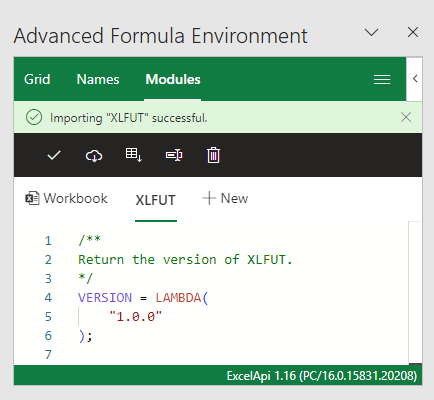 Advanced Formula Environment
Grid Names Modules
Importing "XLFUT" successful.
Workbook XLFUT New
1 /**
2 Return the version of XLFUT.
3 */
4 VERSION = LAMBDA(
5 "1.0.0"
6 );
7
ExcelApi 1.16 (PC/16.0.15831.20208)